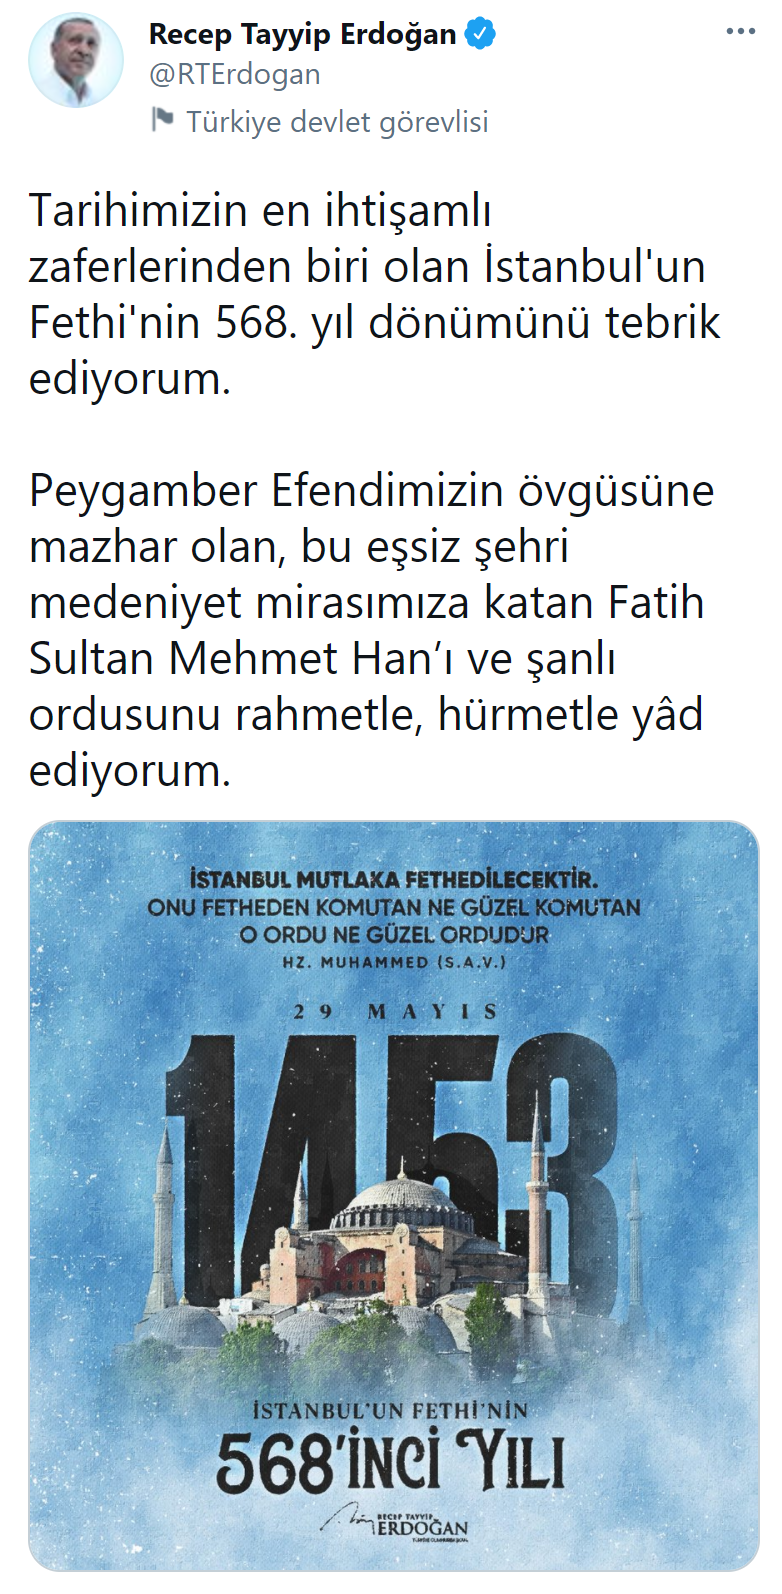 Recep Tayyip Erdoğan
@RTErdogan
Türkiye devlet görevlisi
Tarihimizin en ihtişamlı
zaferlerinden biri olan İstanbul'un
Fethi'nin 568. yıl dönümünü tebrik
ediyorum.
Peygamber Efendimizin övgüsüne
mazhar olan, bu eşsiz şehri
medeniyet mirasımıza katan Fatih
Sultan Mehmet Han’ı ve şanlı
ordusunu rahmetle, hürmetle yâd
ediyorum.
İSTANBUL MUTLAKA FETHEDİLECEKTİR.
ONU FETHEDEN KOMUTAN NE GÜZEL KOMUTAN
O ORDU NE GÜZEL ORDUDUR
HZ. MUHAMMED (S.A.V.)
29 MAYIS
1453
İSTANBUL'UN FETHİ'NİN
568'İNCİ YILI
RECEP TAYYİP
ERDOĞAN